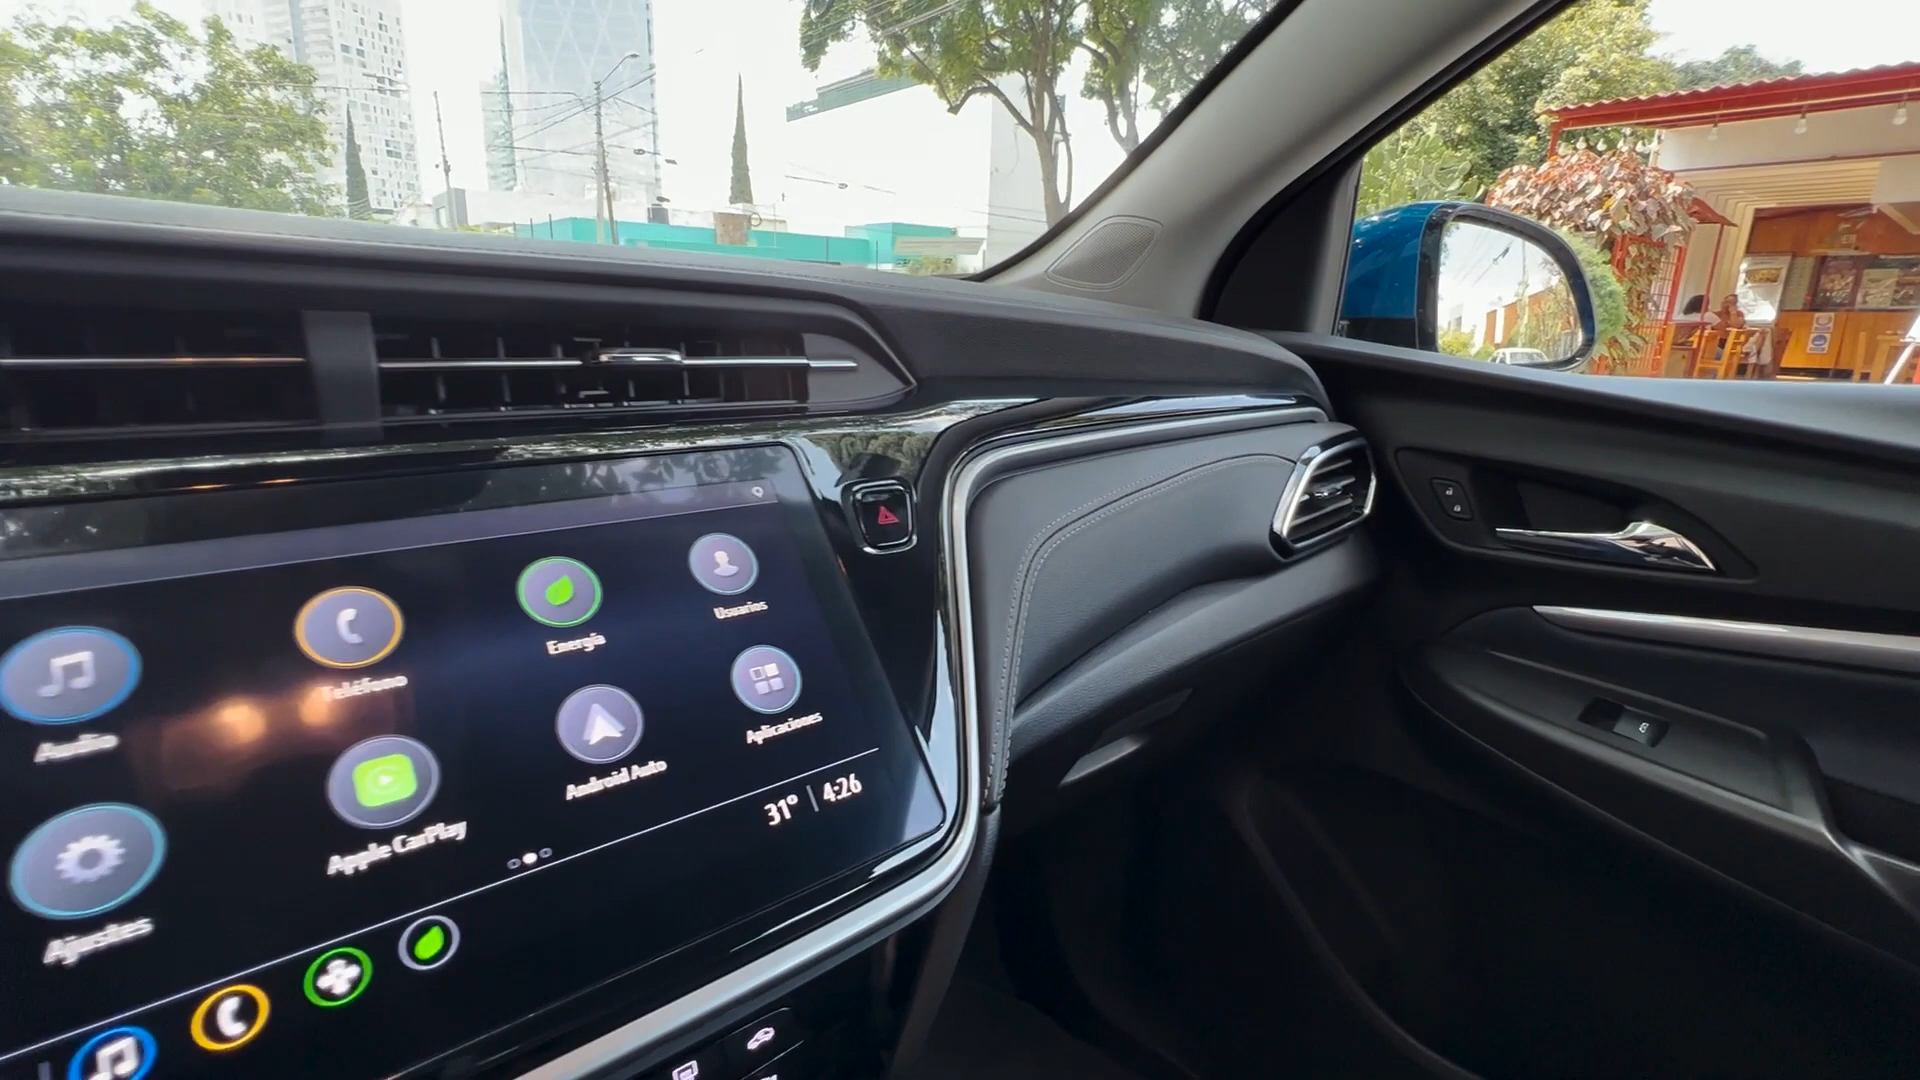 Audio
Teléfono
Energía
Usuarios
Ajustes
Apple CarPlay
Android Auto
Aplicaciones
31° | 4:26